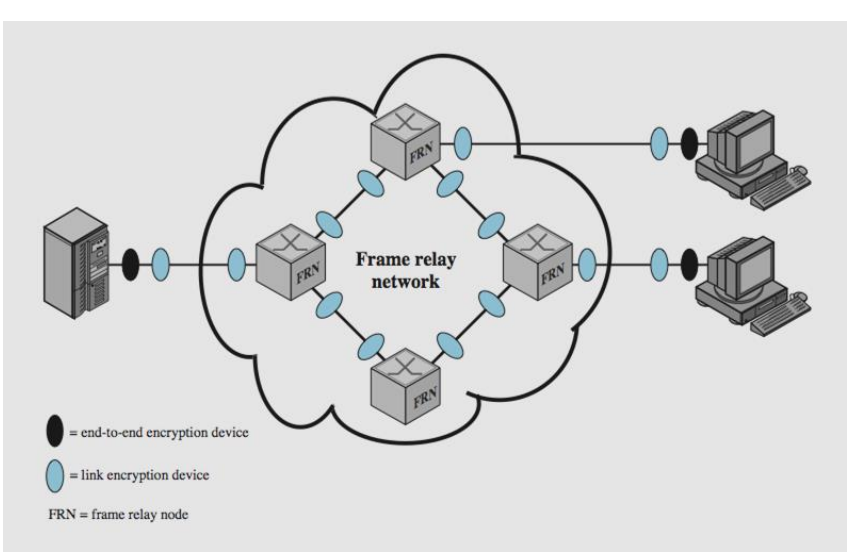 FRN
FRN
Frame relay
network
FRN
FRN
= end-to-end encryption device
= link encryption device
FRN = frame relay node